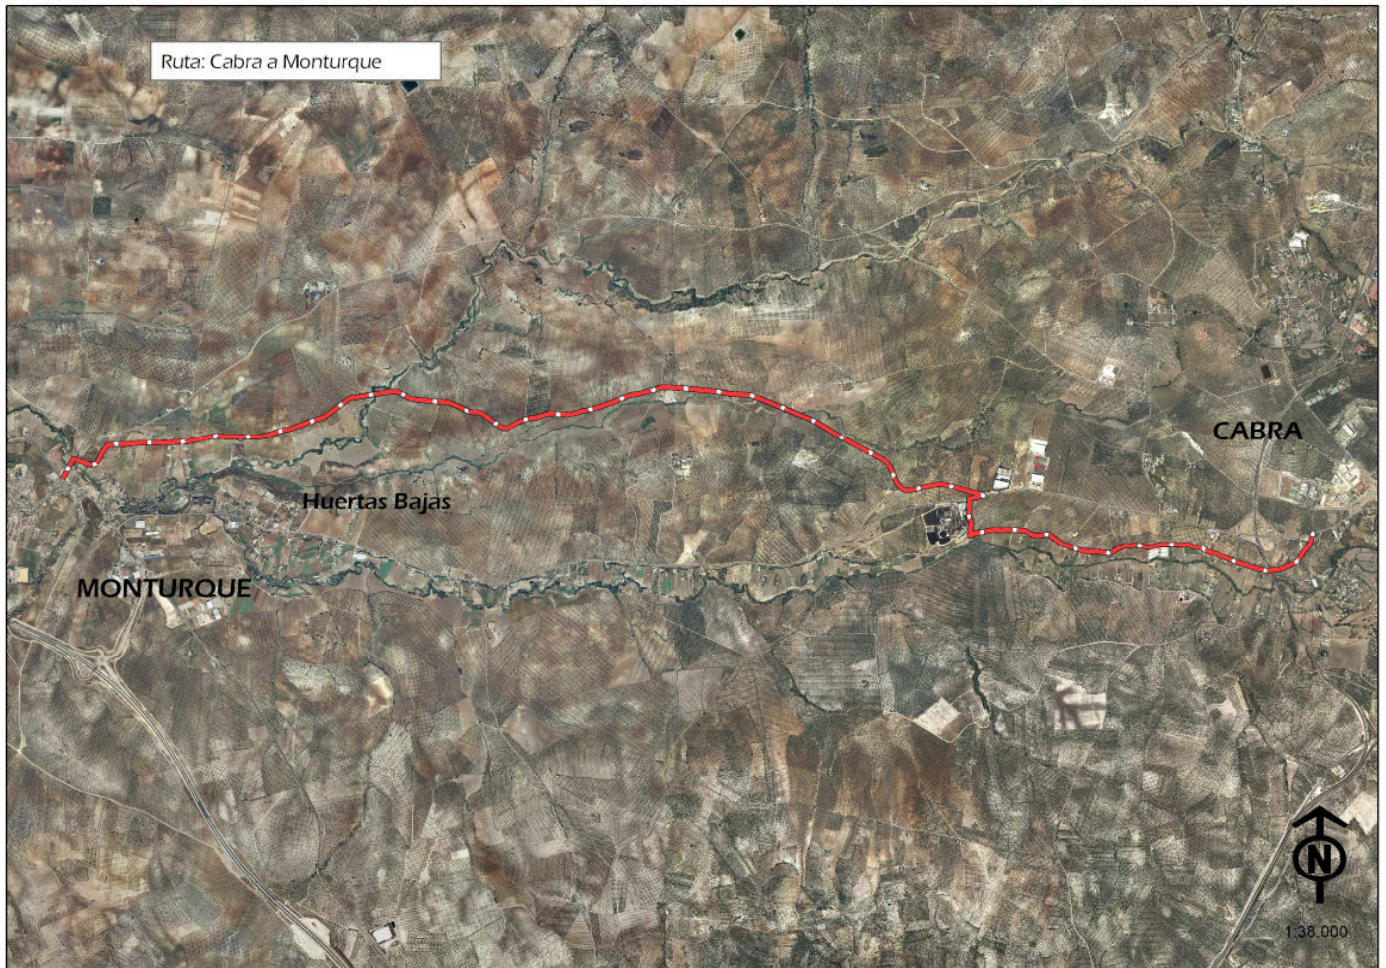 Ruta: Cabra a Monturque
CABRA
Huertas Bajas
MONTURQUE
N
1:38.000